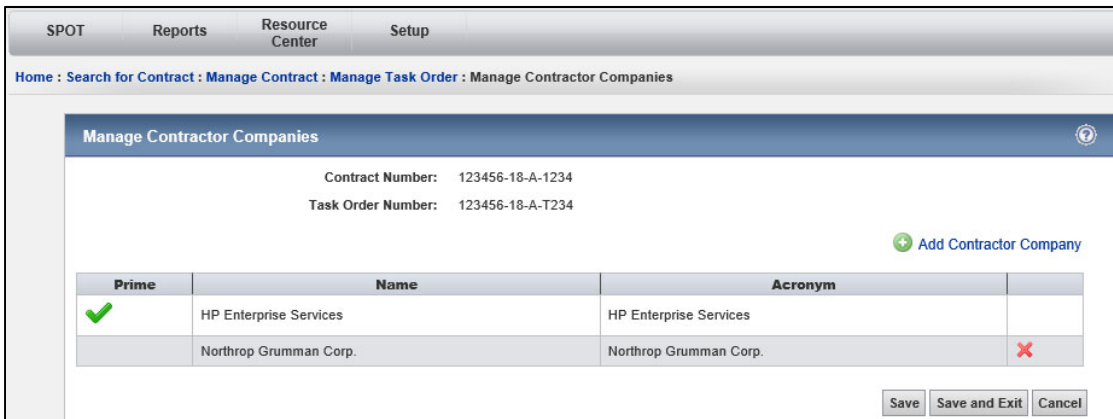 SPOT Reports Resource Center Setup
Home : Search for Contract : Manage Contract : Manage Task Order : Manage Contractor Companies
Manage Contractor Companies
Contract Number: 123456-18-A-1234
Task Order Number: 123456-18-A-T234
Add Contractor Company
Prime Name Acronym
HP Enterprise Services HP Enterprise Services
Northrop Grumman Corp. Northrop Grumman Corp.
Save Save and Exit Cancel